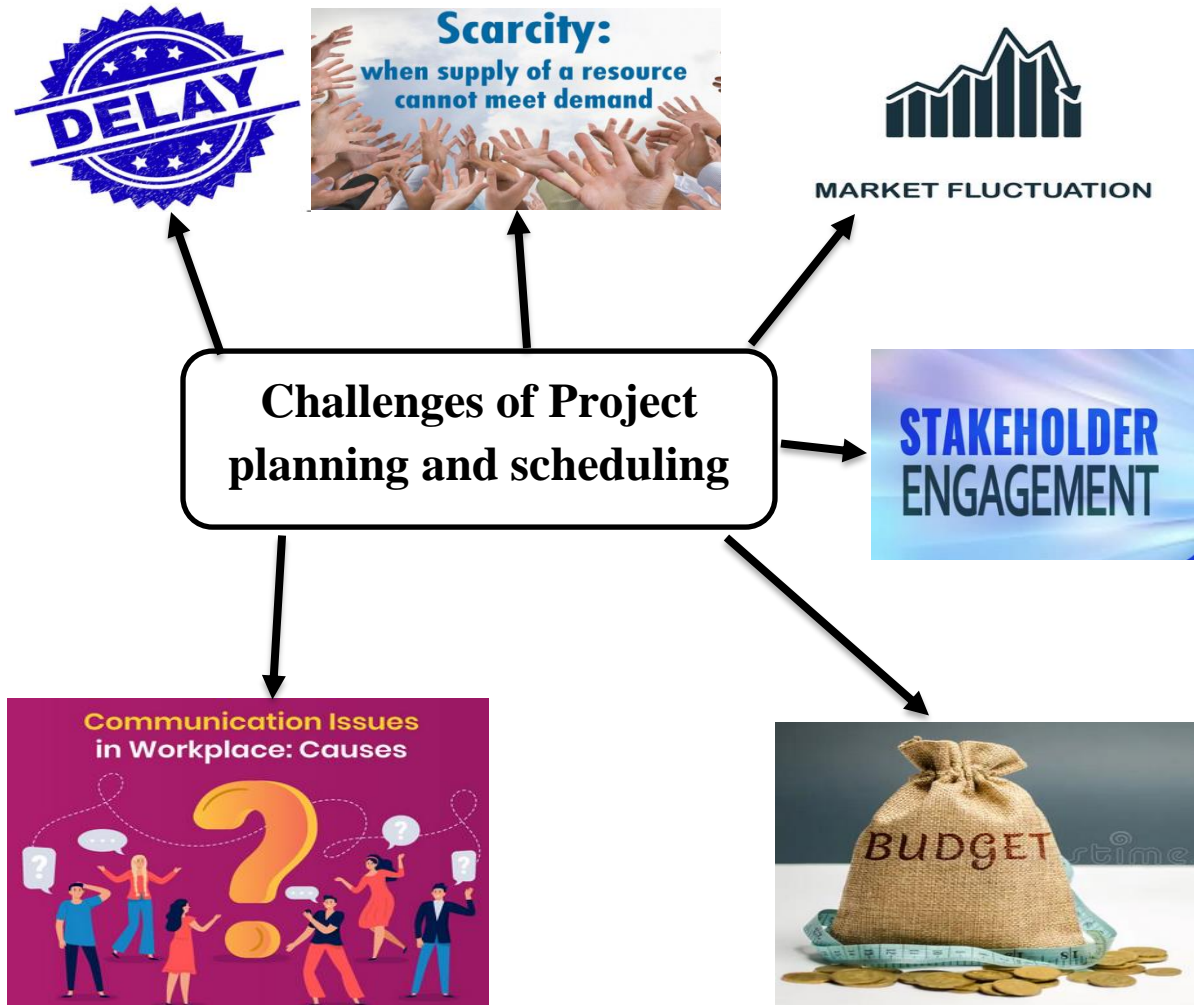 DELAY
Scarcity:
when supply of a resource
cannot meet demand
MARKET FLUCTUATION
Challenges of Project
planning and scheduling
STAKEHOLDER
ENGAGEMENT
Communication Issues
in Workplace: Causes
?
?
?
?
BUDGET